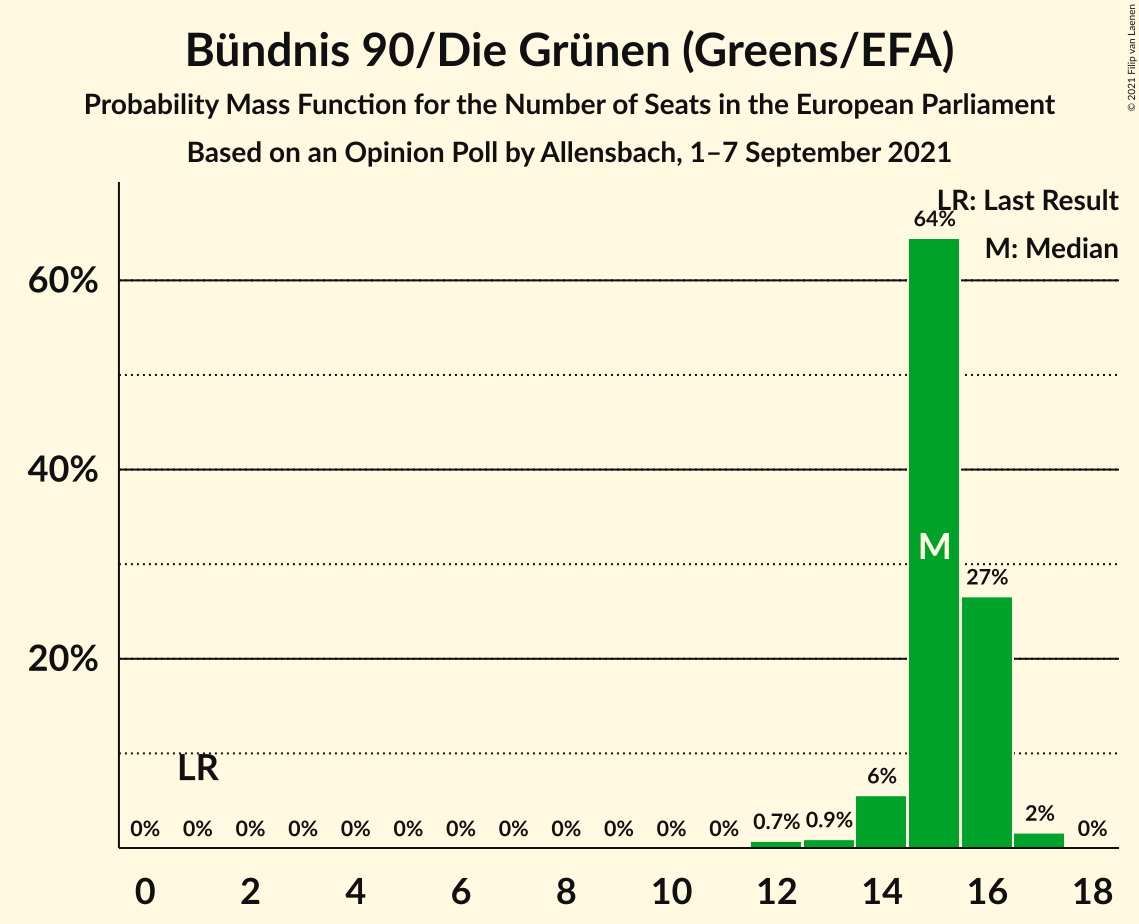 Bündnis 90/Die Grünen (Greens/EFA)
Probability Mass Function for the Number of Seats in the European Parliament
Based on an Opinion Poll by Allensbach, 1–7 September 2021
© 2021 Filip van Laenen
LR: Last Result
M: Median
64%
60%
40%
M
27%
20%
LR
6%
0% 0% 0% 0% 0% 0% 0% 0% 0% 0% 0% 0% 0.7% 0.9% 2% 0%
0 2 4 6 8 10 12 14 16 18